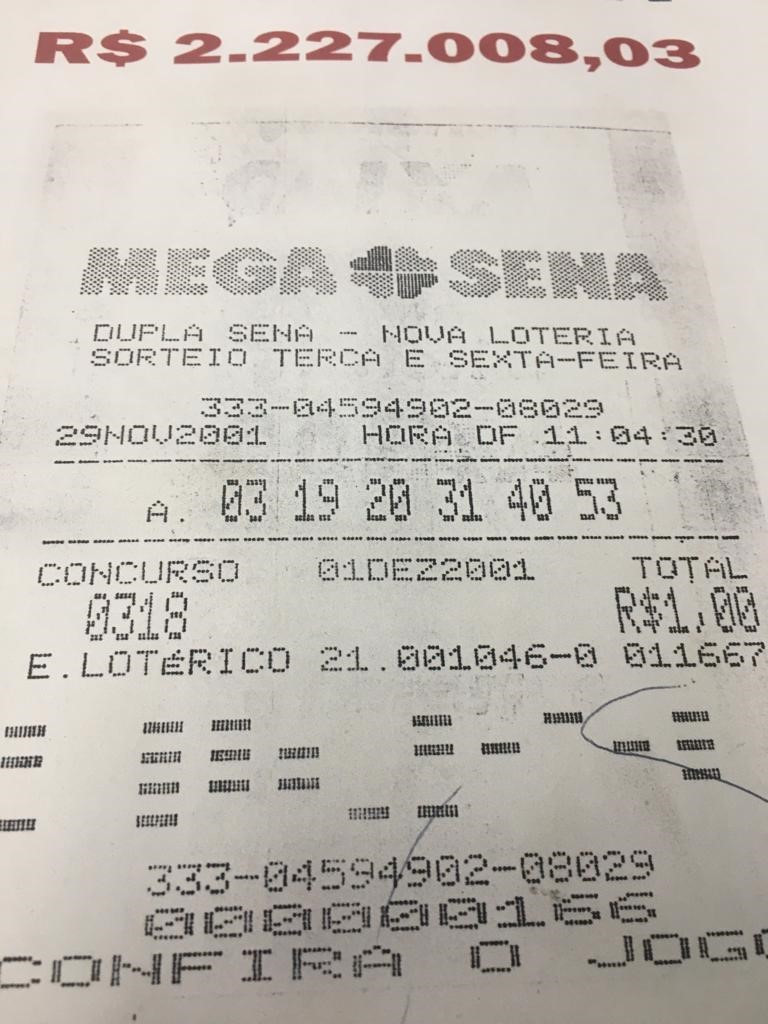 R$ 2.227.008,03
MEGA SENA
DUPLA SENA - NOVA LOTERIA
SORTEIO TERCA E SEXTA-FEIRA
333-04594902-08029
29NOV2001 HORA DF 11:04:30
A. 03 19 20 31 40 53
CONCURSO 01DEZ2001 TOTAL
0318 R$1,00
E.LOTÉRICO 21.001046-0 011667
333-04594902-08029
0000000166
CONFIRA O JOGO